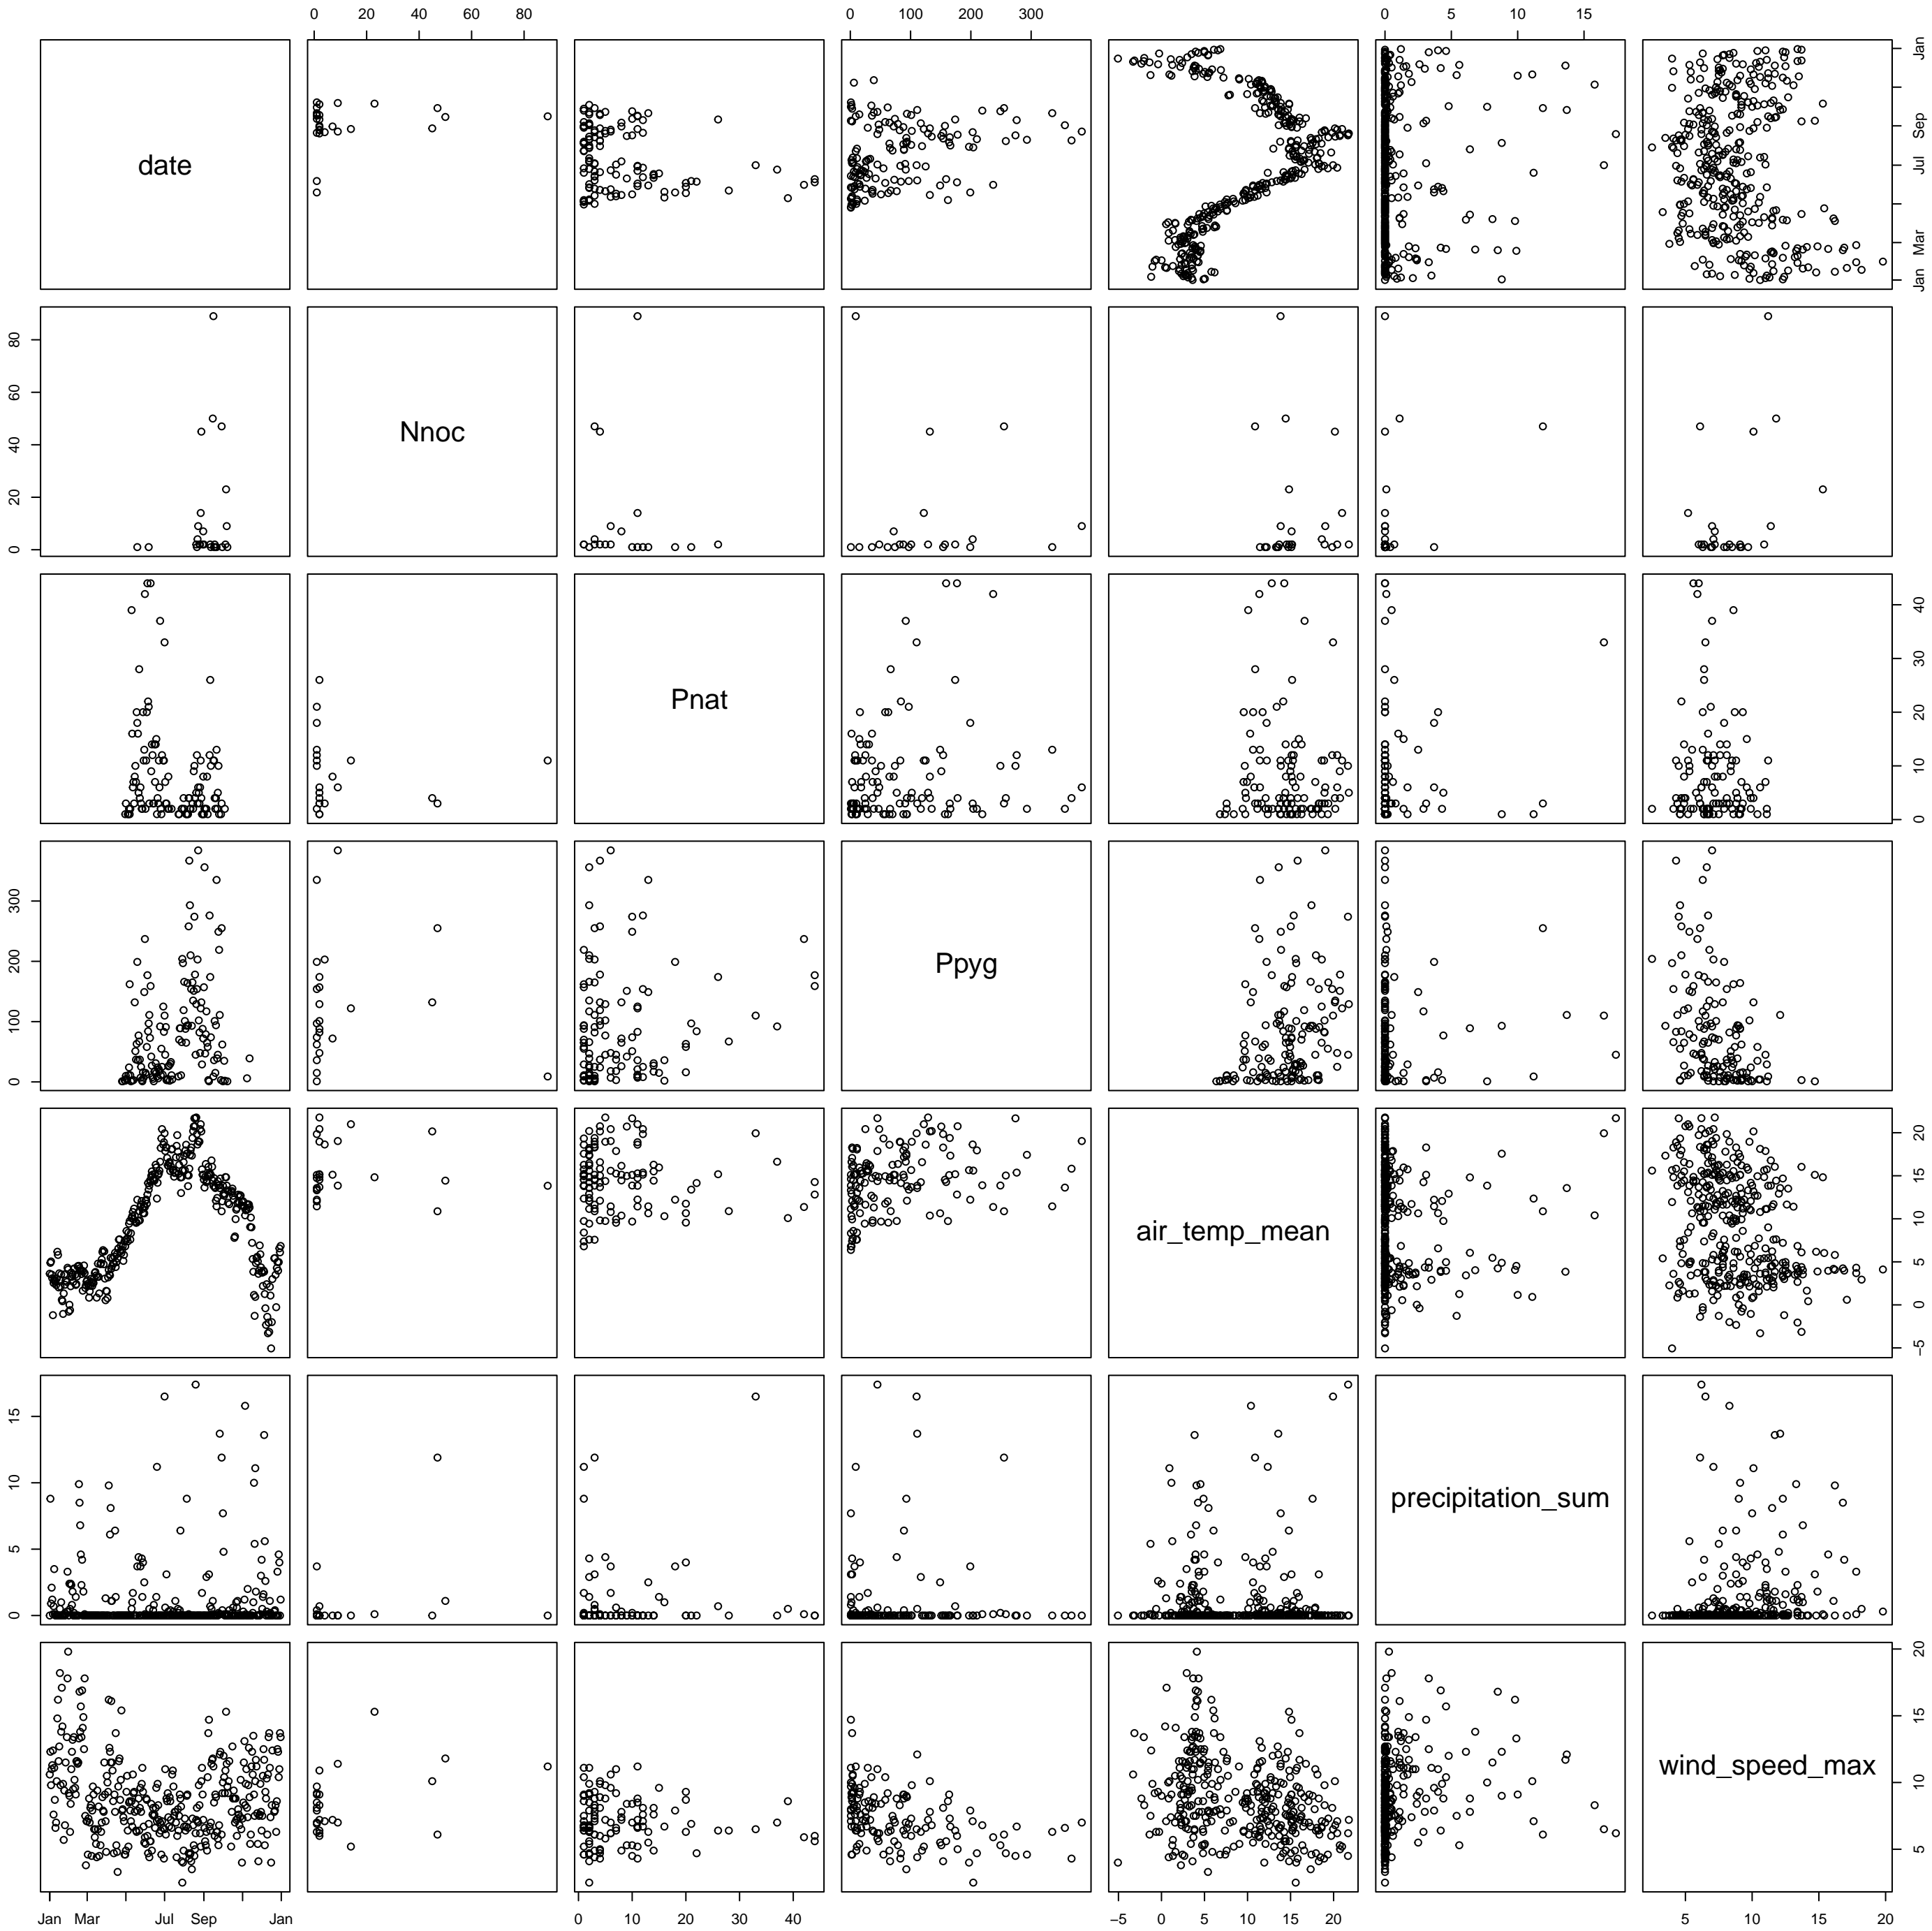 0 20 40 60 80 0 100 200 300 0 5 10 15
date
Jan Mar Jul Sep Jan
0 20 40 60 80
Nnoc
Pnat
0 10 20 30 40
0 100 200 300
Ppyg
air_temp_mean
−5 0 5 10 15 20
0 5 10 15
precipitation_sum
wind_speed_max
5 10 15 20
Jan Mar Jul Sep Jan 0 10 20 30 40 −5 0 5 10 15 20 5 10 15 20